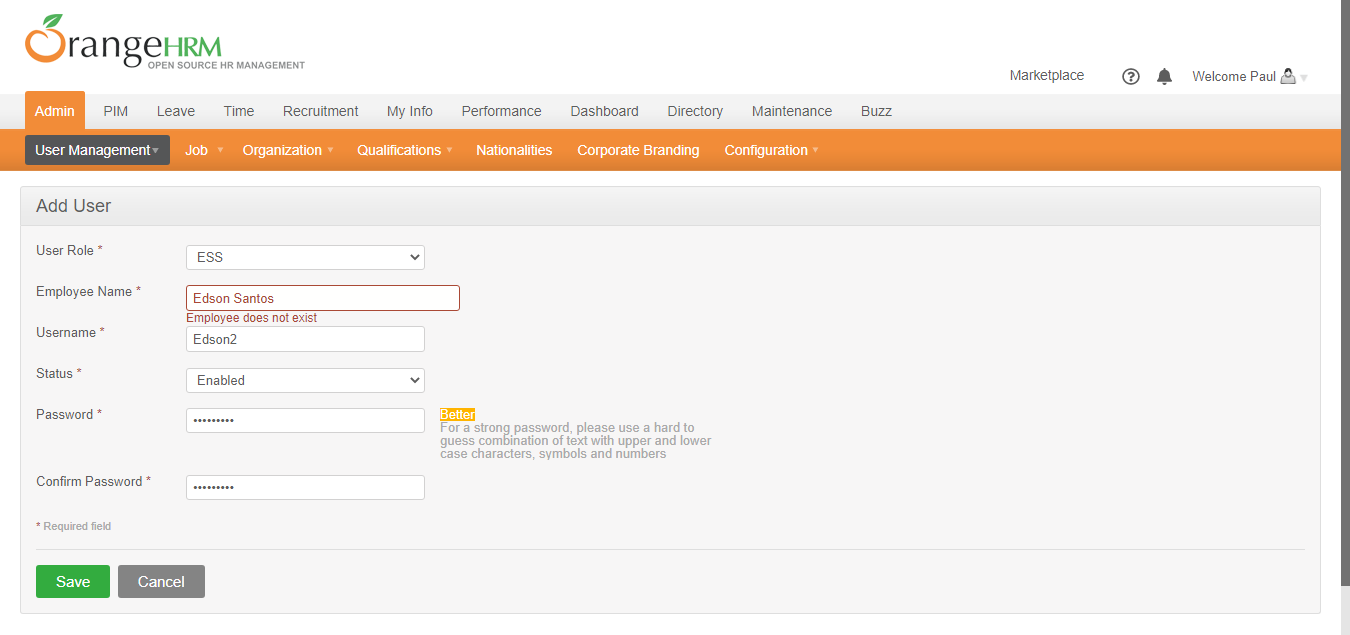 OrangeHRM
OPEN SOURCE HR MANAGEMENT
Marketplace ? Welcome Paul
Admin PIM Leave Time Recruitment My Info Performance Dashboard Directory Maintenance Buzz
User Management Job Organization Qualifications Nationalities Corporate Branding Configuration
Add User
User Role * ESS
Employee Name * Edson Santos
Employee does not exist
Username * Edson2
Status * Enabled
Password * •••••••••
Better
For a strong password, please use a hard to
guess combination of text with upper and lower
case characters, symbols and numbers
Confirm Password * •••••••••
* Required field
Save Cancel